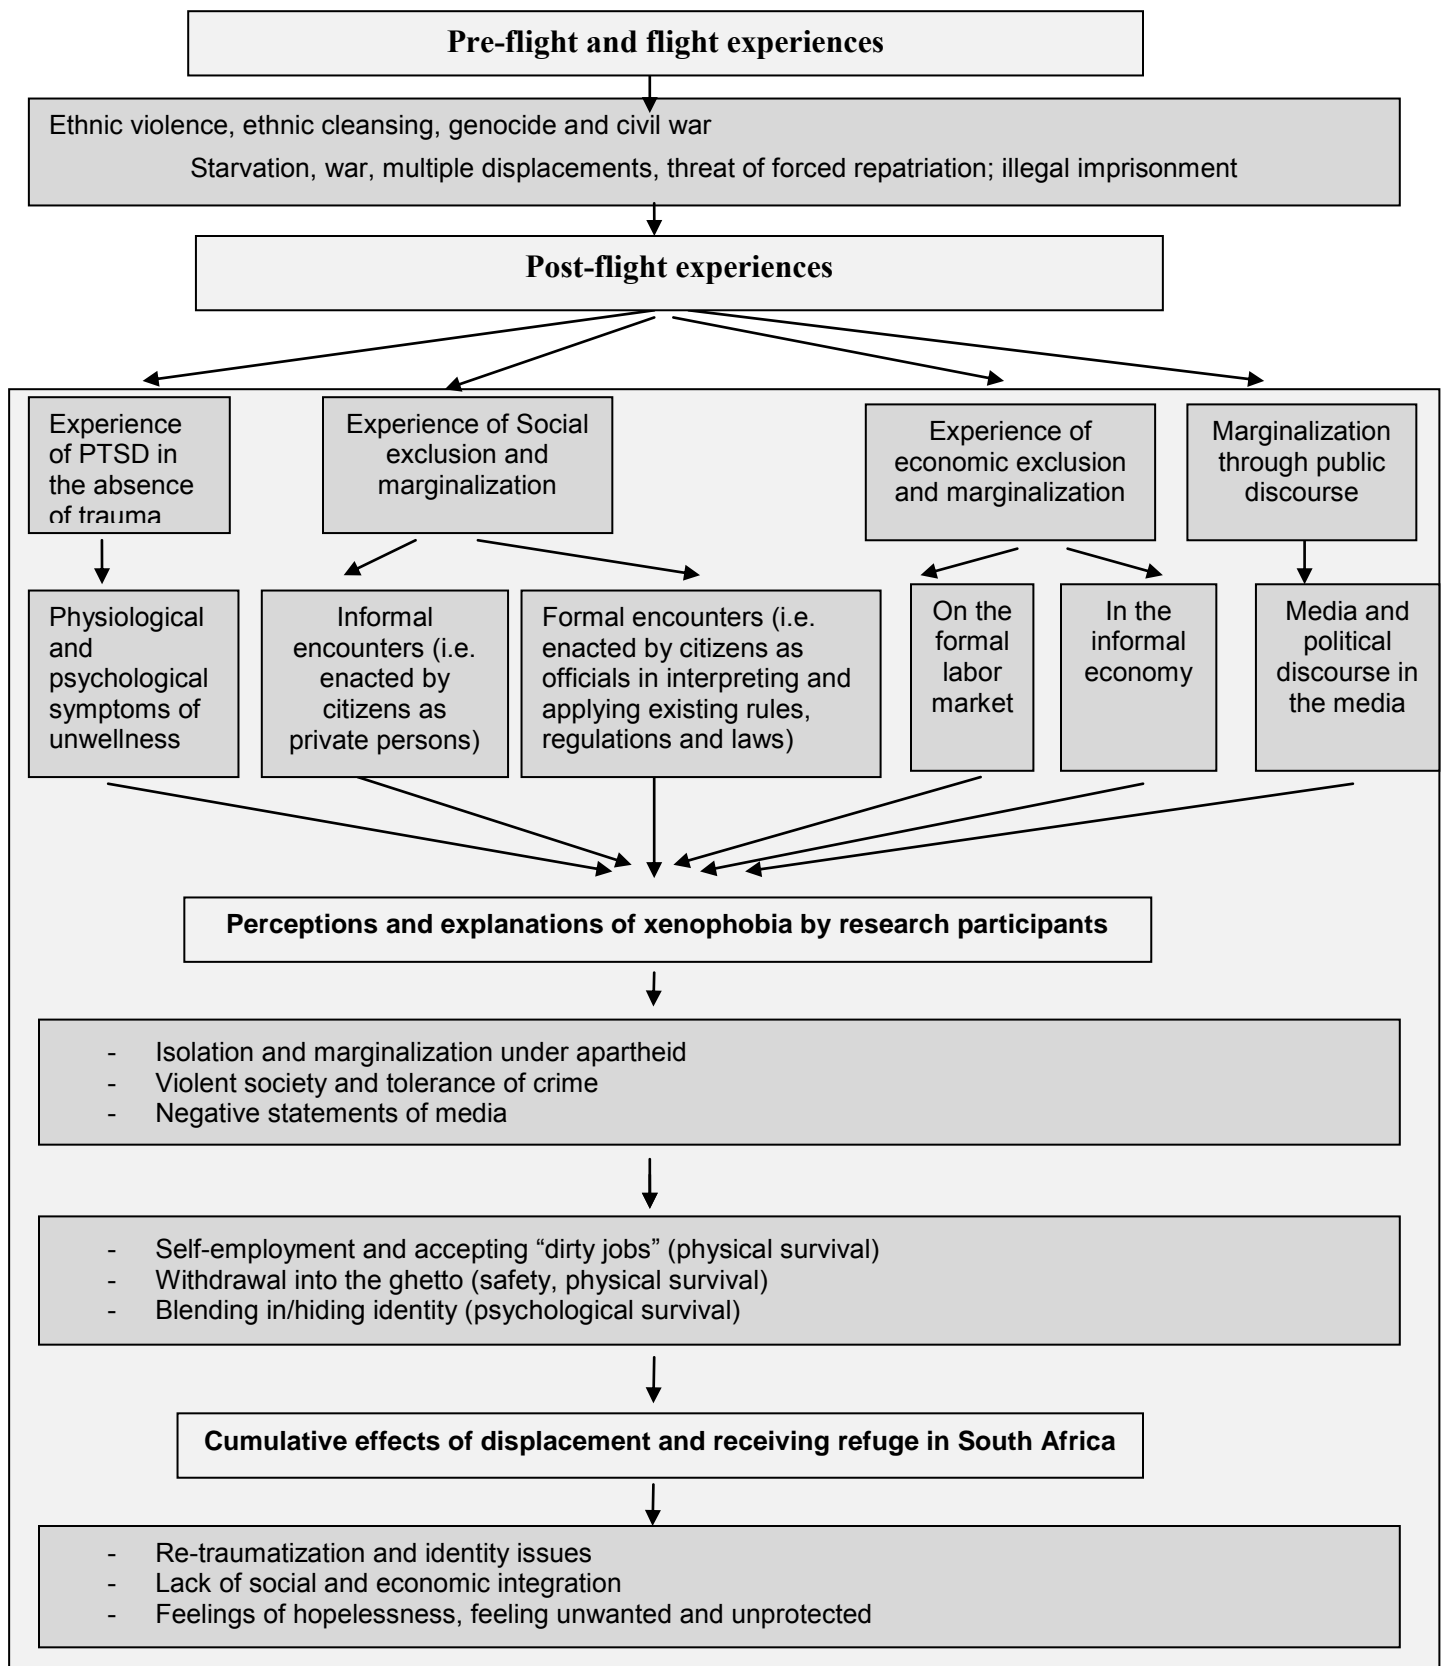 Pre-flight and flight experiences
Ethnic violence, ethnic cleansing, genocide and civil war
Starvation, war, multiple displacements, threat of forced repatriation; illegal imprisonment
Post-flight experiences
Experience
of PTSD in
the absence
of trauma
Experience of Social
exclusion and
marginalization
Experience of
economic exclusion
and marginalization
Marginalization
through public
discourse
Physiological
and
psychological
symptoms of
unwellness
Informal
encounters (i.e.
enacted by
citizens as
private persons)
Formal encounters (i.e.
enacted by citizens as
officials in interpreting and
applying existing rules,
regulations and laws)
On the
formal
labor
market
In the
informal
economy
Media and
political
discourse in
the media
Perceptions and explanations of xenophobia by research participants
- Isolation and marginalization under apartheid
- Violent society and tolerance of crime
- Negative statements of media
- Self-employment and accepting “dirty jobs” (physical survival)
- Withdrawal into the ghetto (safety, physical survival)
- Blending in/hiding identity (psychological survival)
Cumulative effects of displacement and receiving refuge in South Africa
- Re-traumatization and identity issues
- Lack of social and economic integration
- Feelings of hopelessness, feeling unwanted and unprotected